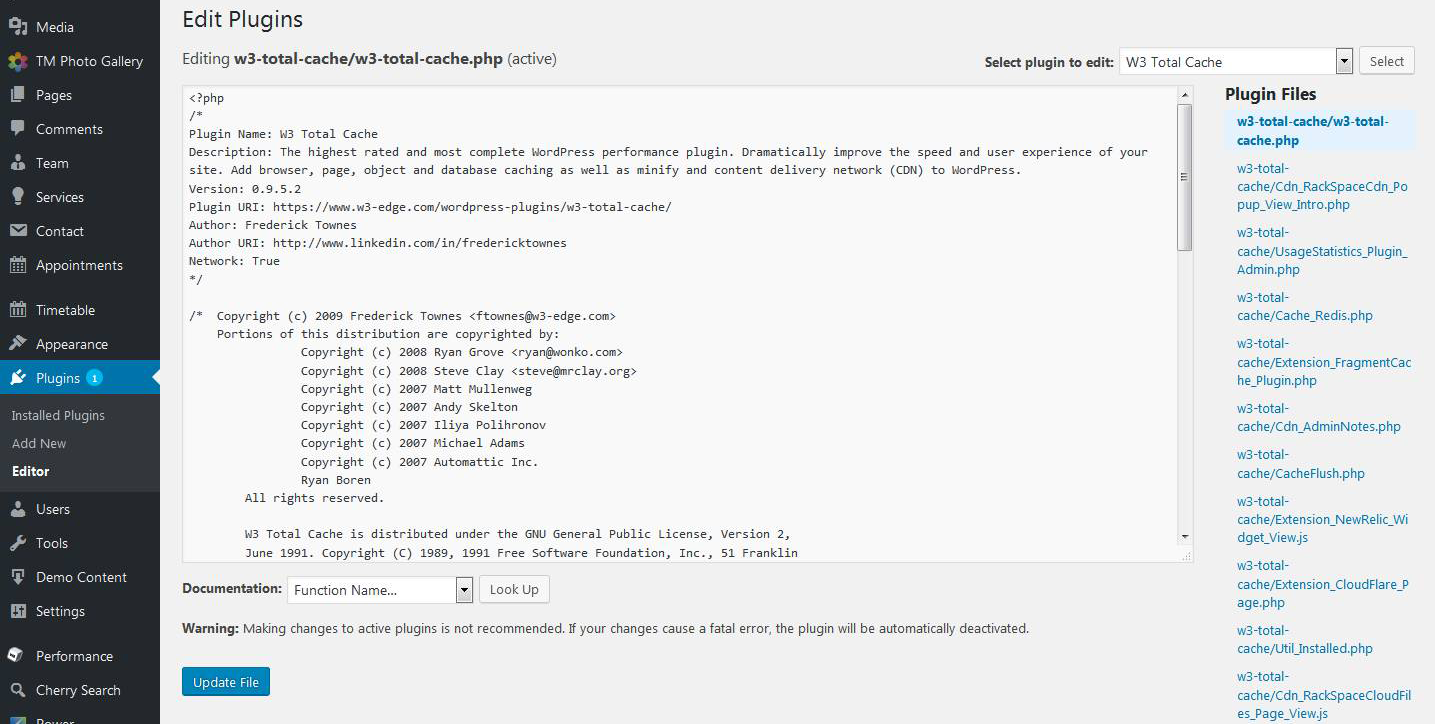 Media
TM Photo Gallery
Pages
Comments
Team
Services
Contact
Appointments
Timetable
Appearance
Plugins 1
Installed Plugins
Add New
Editor
Users
Tools
Demo Content
Settings
Performance
Cherry Search
Power
Edit Plugins
Editing w3-total-cache/w3-total-cache.php (active)
Select plugin to edit: W3 Total Cache Select
<?php
/*
Plugin Name: W3 Total Cache
Description: The highest rated and most complete WordPress performance plugin. Dramatically improve the speed and user experience of your
site. Add browser, page, object and database caching as well as minify and content delivery network (CDN) to WordPress.
Version: 0.9.5.2
Plugin URI: https://www.w3-edge.com/wordpress-plugins/w3-total-cache/
Author: Frederick Townes
Author URI: http://www.linkedin.com/in/fredericktownes
Network: True
*/
/* Copyright (c) 2009 Frederick Townes <ftownes@w3-edge.com>
Portions of this distribution are copyrighted by:
Copyright (c) 2008 Ryan Grove <ryan@wonko.com>
Copyright (c) 2008 Steve Clay <steve@mrclay.org>
Copyright (c) 2007 Matt Mullenweg
Copyright (c) 2007 Andy Skelton
Copyright (c) 2007 Iliya Polihronov
Copyright (c) 2007 Michael Adams
Copyright (c) 2007 Automattic Inc.
Ryan Boren
All rights reserved.
W3 Total Cache is distributed under the GNU General Public License, Version 2,
June 1991. Copyright (C) 1989, 1991 Free Software Foundation, Inc., 51 Franklin
Documentation: Function Name... Look Up
Warning: Making changes to active plugins is not recommended. If your changes cause a fatal error, the plugin will be automatically deactivated.
Update File
Plugin Files
w3-total-cache/w3-total-
cache.php
w3-total-
cache/Cdn_RackSpaceCdn_Po
pup_View_Intro.php
w3-total-
cache/UsageStatistics_Plugin_
Admin.php
w3-total-
cache/Cache_Redis.php
w3-total-
cache/Extension_FragmentCac
he_Plugin.php
w3-total-
cache/Cdn_AdminNotes.php
w3-total-
cache/CacheFlush.php
w3-total-
cache/Extension_NewRelic_Wi
dget_View.js
w3-total-
cache/Extension_CloudFlare_P
age.php
w3-total-
cache/Util_Installed.php
w3-total-
cache/Cdn_RackSpaceCloudFil
es_Page_View.js